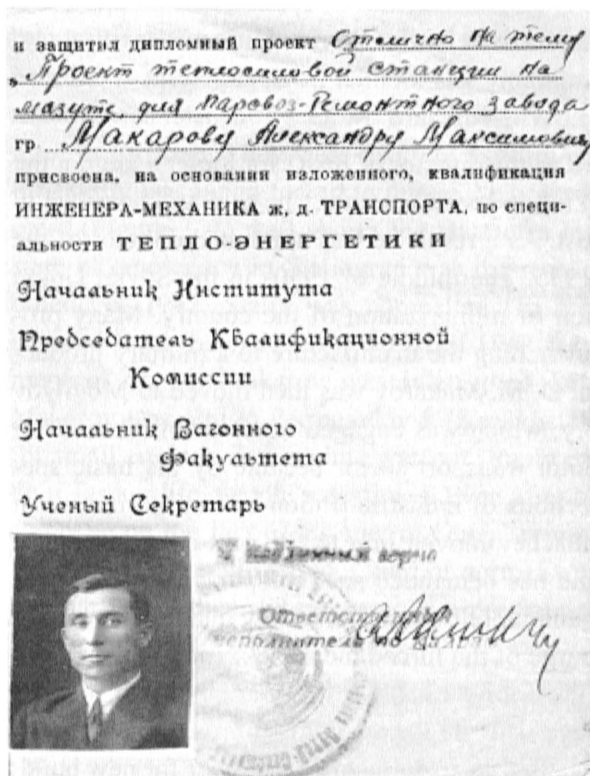 и защитил дипломный проект Отлично на тему
„Проект теплосиловой станции на
мазуте для Паровоз-Ремонтного завода
гр. Макарову Александру Максимовичу
присвоена, на основании изложенного, квалификация
ИНЖЕНЕРА-МЕХАНИКА ж. д. ТРАНСПОРТА, по специ-
альности ТЕПЛО-ЭНЕРГЕТИКИ
Начальник Института
Председатель Квалификационной
Комиссии
Начальник Вагонного
Факультета
Ученый Секретарь
С подлинным верно
Ответственный
исполнитель по